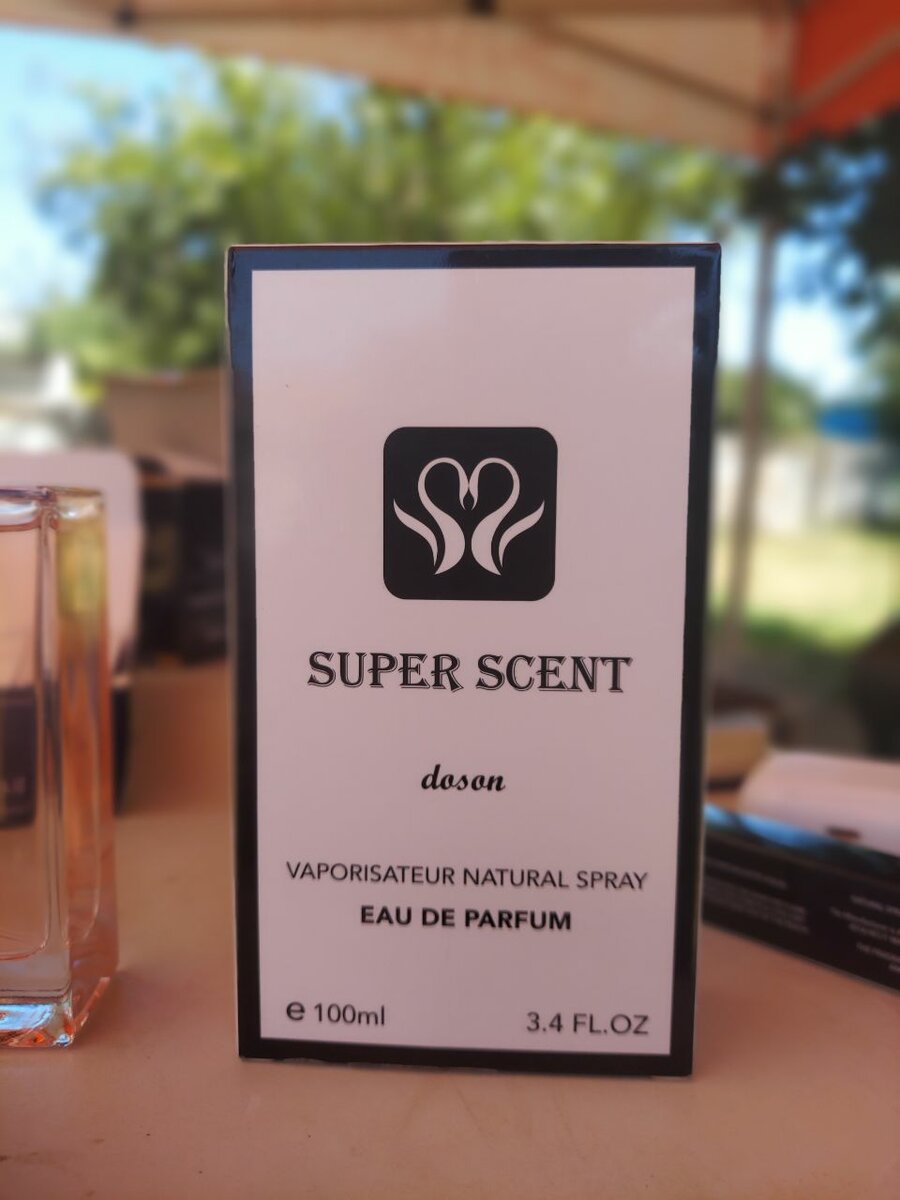 SUPER SCENT
doson
VAPORISATEUR NATURAL SPRAY
EAU DE PARFUM
e 100ml
3.4 FL.OZ